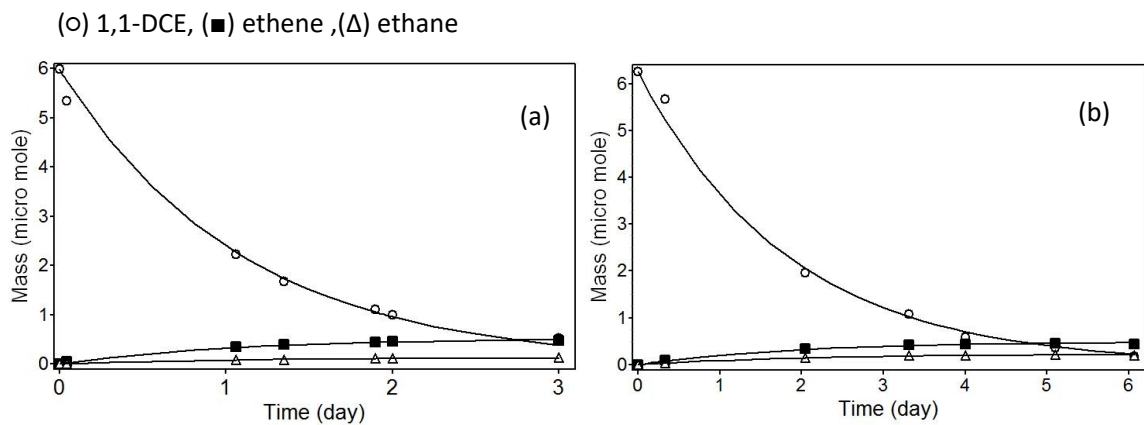 (○) 1,1-DCE, (■) ethene ,(Δ) ethane
(a)
Mass (micro mole)
6
5
4
3
2
1
0
0 1 2 3
Time (day)
(b)
Mass (micro mole)
6
5
4
3
2
1
0
0 1 2 3 4 5 6
Time (day)